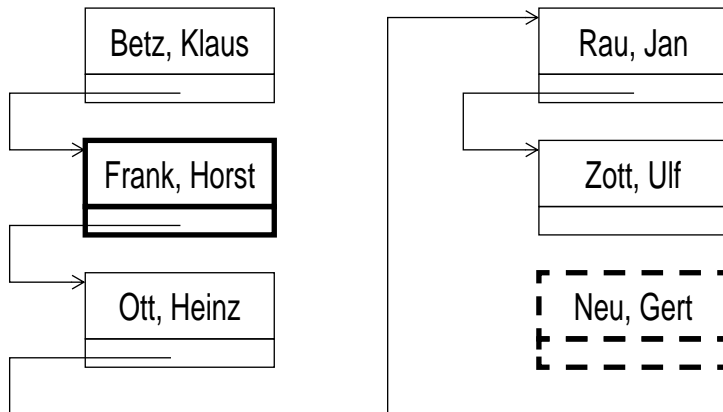 Betz, Klaus
Frank, Horst
Ott, Heinz
Rau, Jan
Zott, Ulf
Neu, Gert